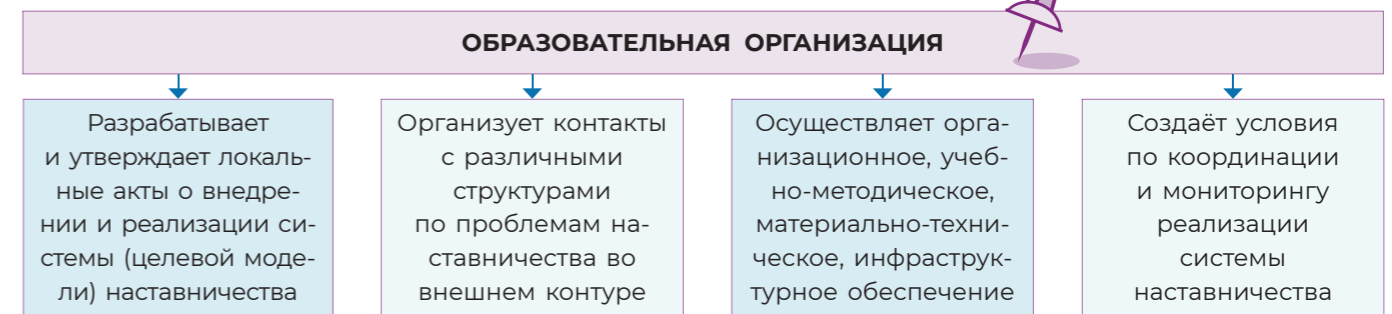 ОБРАЗОВАТЕЛЬНАЯ ОРГАНИЗАЦИЯ
Разрабатывает
и утверждает локаль-
ные акты о внедре-
нии и реализации си-
стемы (целевой моде-
ли) наставничества
Организует контакты
с различными
структурами
по проблемам на-
ставничества во
внешнем контуре
Осуществляет орга-
низационное, учеб-
но-методическое,
материально-техни-
ческое, инфраструк-
турное обеспечение
Создаёт условия
по координации
и мониторингу
реализации
системы
наставничества